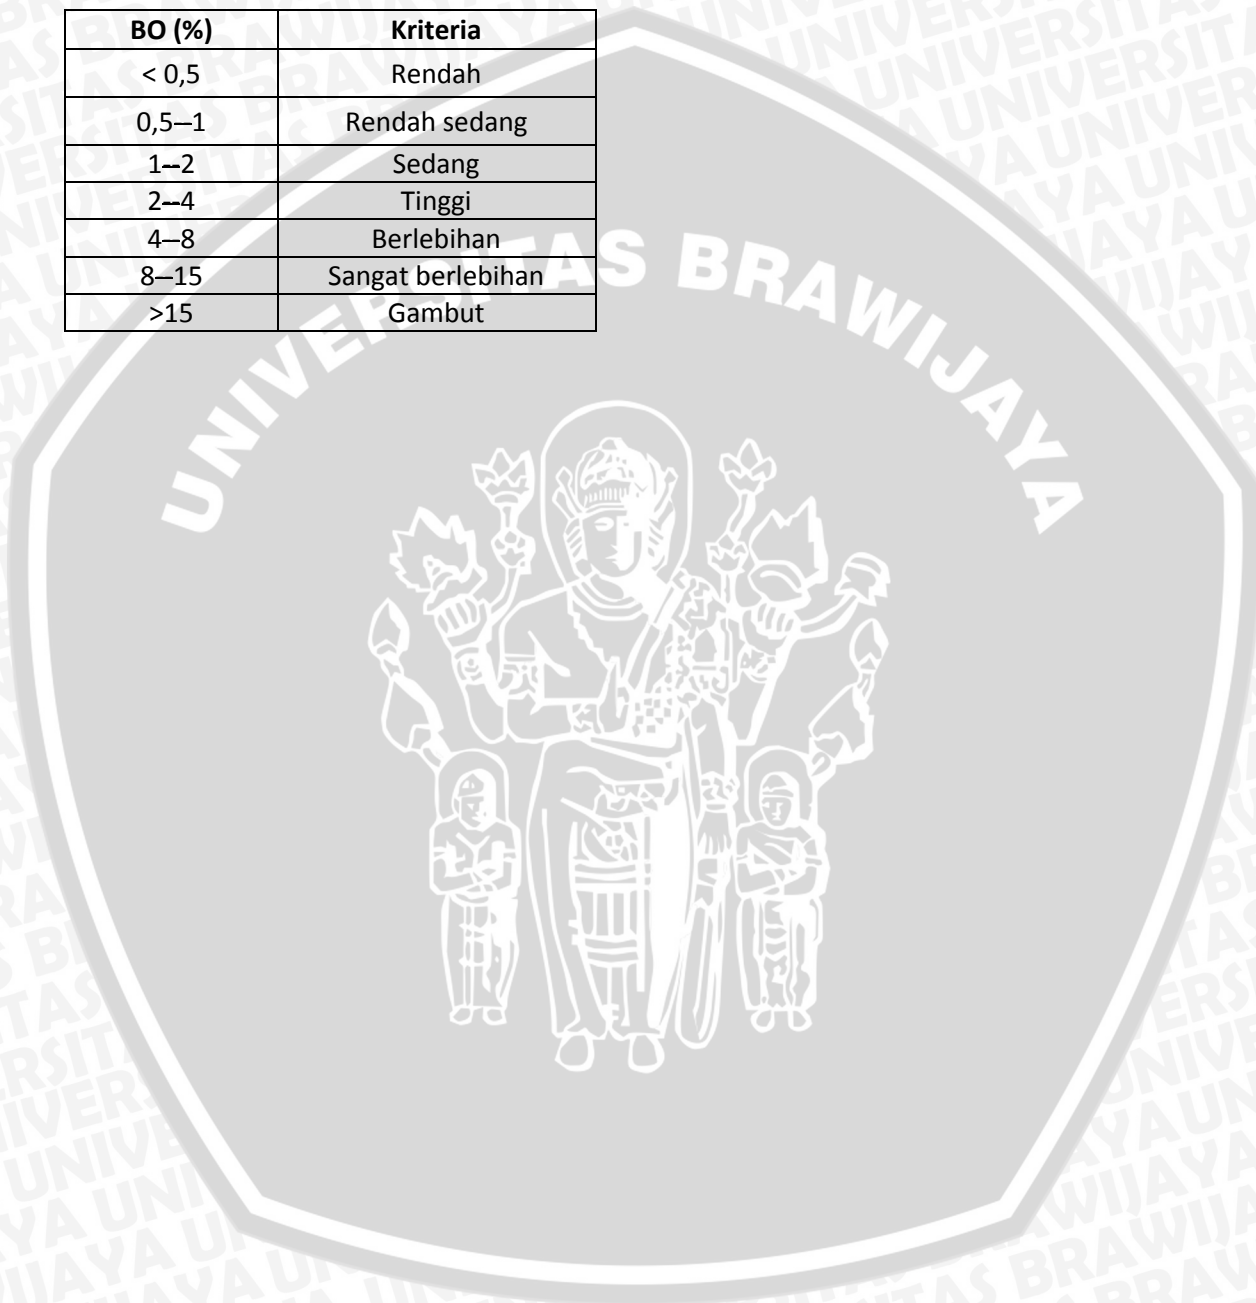 BO (%) Kriteria
< 0,5 Rendah
0,5–1 Rendah sedang
1–2 Sedang
2–4 Tinggi
4–8 Berlebihan
8–15 Sangat berlebihan
>15 Gambut
UNIVERSITAS BRAWIJAYA